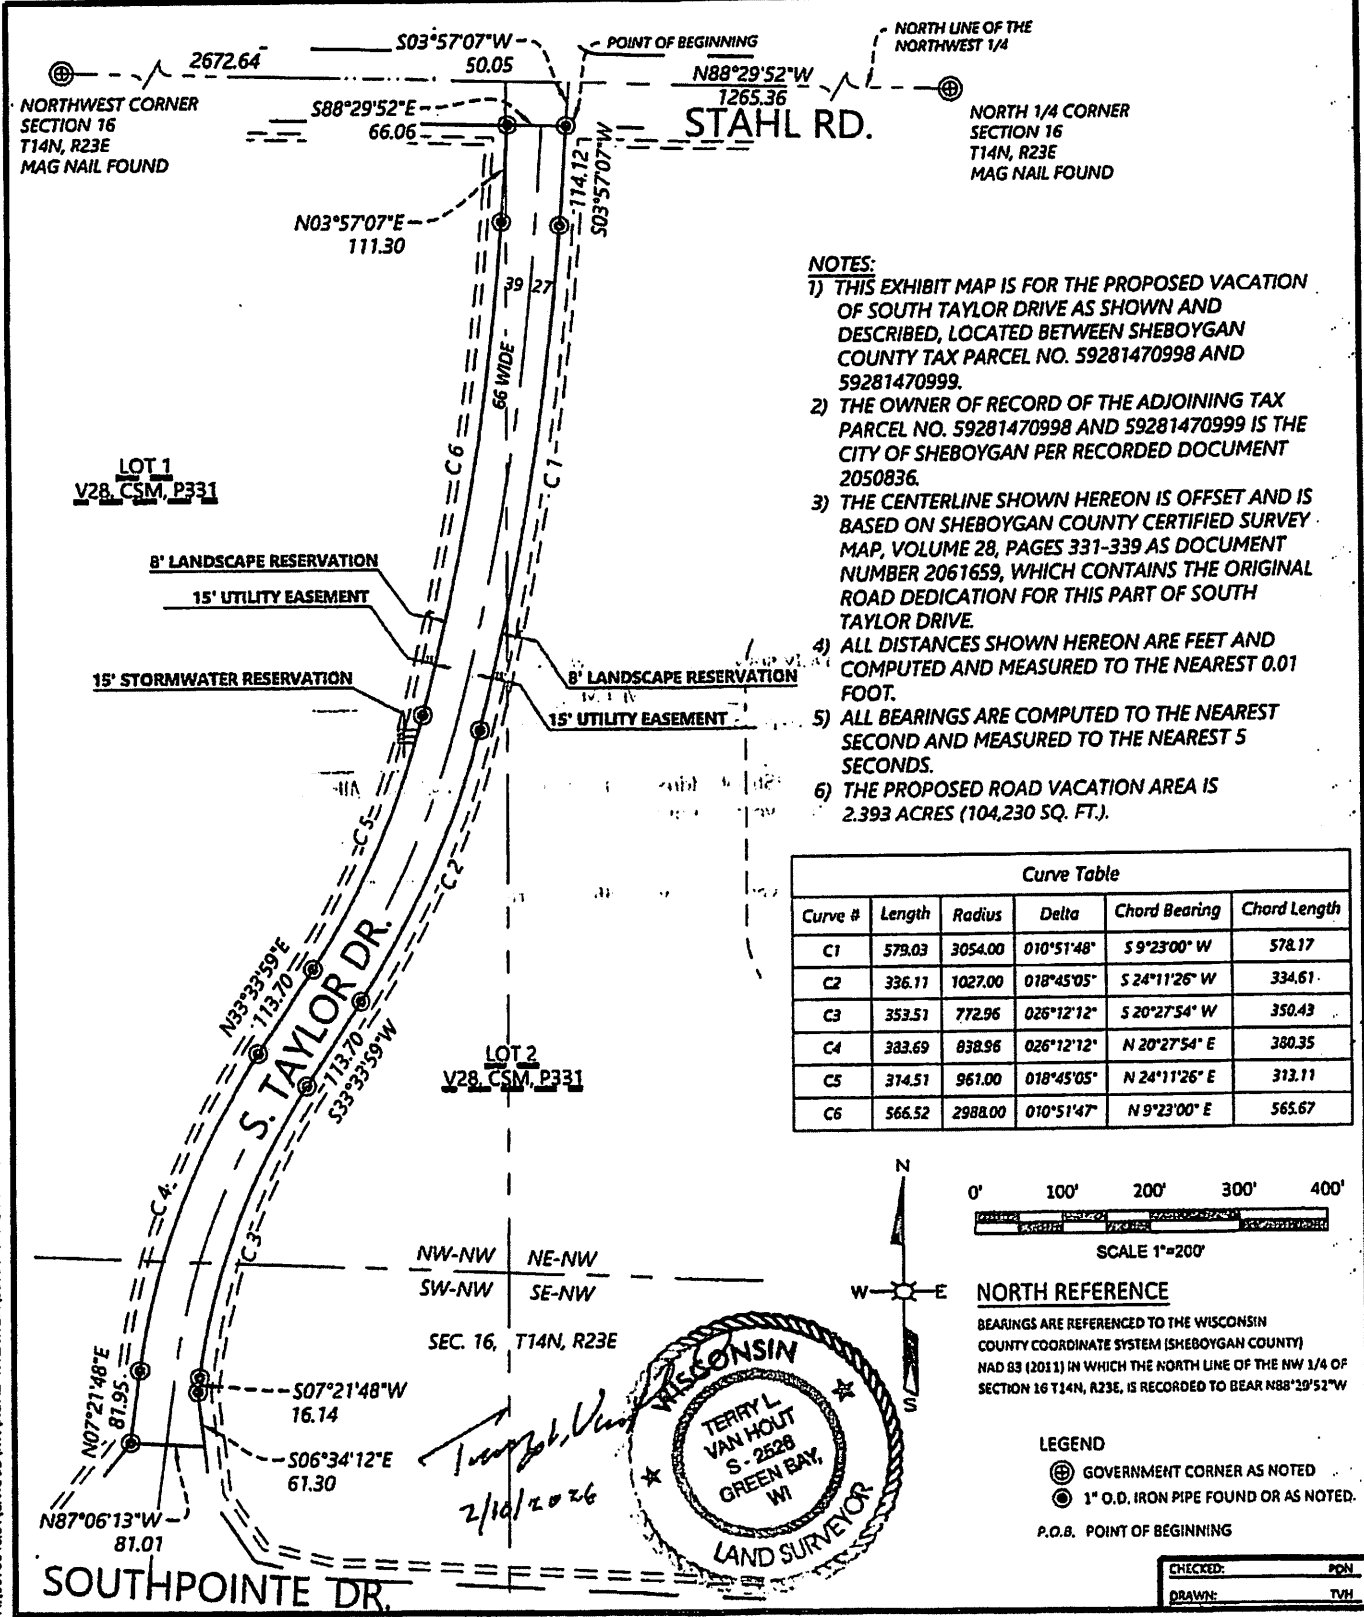 S03°57'07"W
50.05
2672.64
POINT OF BEGINNING
NORTH LINE OF THE
NORTHWEST 1/4
N88°29'52"W
1265.36
NORTHWEST CORNER
SECTION 16
T14N, R23E
MAG NAIL FOUND
S88°29'52"E
66.06
STAHL RD.
NORTH 1/4 CORNER
SECTION 16
T14N, R23E
MAG NAIL FOUND
114.12
S03°57'07"W
N03°57'07"E
111.30
39 27
66 WIDE
NOTES:
1) THIS EXHIBIT MAP IS FOR THE PROPOSED VACATION
OF SOUTH TAYLOR DRIVE AS SHOWN AND
DESCRIBED, LOCATED BETWEEN SHEBOYGAN
COUNTY TAX PARCEL NO. 59281470998 AND
59281470999.
2) THE OWNER OF RECORD OF THE ADJOINING TAX
PARCEL NO. 59281470998 AND 59281470999 IS THE
CITY OF SHEBOYGAN PER RECORDED DOCUMENT
2050836.
3) THE CENTERLINE SHOWN HEREON IS OFFSET AND IS
BASED ON SHEBOYGAN COUNTY CERTIFIED SURVEY
MAP, VOLUME 28, PAGES 331-339 AS DOCUMENT
NUMBER 2061659, WHICH CONTAINS THE ORIGINAL
ROAD DEDICATION FOR THIS PART OF SOUTH
TAYLOR DRIVE.
4) ALL DISTANCES SHOWN HEREON ARE FEET AND
COMPUTED AND MEASURED TO THE NEAREST 0.01
FOOT.
5) ALL BEARINGS ARE COMPUTED TO THE NEAREST
SECOND AND MEASURED TO THE NEAREST 5
SECONDS.
6) THE PROPOSED ROAD VACATION AREA IS
2.393 ACRES (104,230 SQ. FT.).
C6
C1
LOT 1
V28, CSM, P331
8' LANDSCAPE RESERVATION
15' UTILITY EASEMENT
15' STORMWATER RESERVATION
8' LANDSCAPE RESERVATION
15' UTILITY EASEMENT
C5
C2
Curve Table
Curve # Length Radius Delta Chord Bearing Chord Length
C1 579.03 3054.00 010°51'48" S 9°23'00" W 578.17
C2 336.11 1027.00 018°45'05" S 24°11'26" W 334.61
C3 353.51 772.96 026°12'12" S 20°27'54" W 350.43
C4 383.69 838.96 026°12'12" N 20°27'54" E 380.35
C5 314.51 961.00 018°45'05" N 24°11'26" E 313.11
C6 566.52 2988.00 010°51'47" N 9°23'00" E 565.67
N33°33'59"E
113.70
S. TAYLOR DR.
113.70
S33°33'59"W
LOT 2
V28, CSM, P331
C4
C3
NW-NW NE-NW
SW-NW SE-NW
SEC. 16, T14N, R23E
N
W E
S
0' 100' 200' 300' 400'
SCALE 1"=200'
NORTH REFERENCE
BEARINGS ARE REFERENCED TO THE WISCONSIN
COUNTY COORDINATE SYSTEM (SHEBOYGAN COUNTY)
NAD 83 (2011) IN WHICH THE NORTH LINE OF THE NW 1/4 OF
SECTION 16 T14N, R23E, IS RECORDED TO BEAR N88°29'52"W
N07°21'48"E
81.95
S07°21'48"W
16.14
S06°34'12"E
61.30
N87°06'13"W
81.01
SOUTHPOINTE DR.
2/10/2026
WISCONSIN
TERRY L.
VAN HOUT
S - 2526
GREEN BAY,
WI
LAND SURVEYOR
LEGEND
GOVERNMENT CORNER AS NOTED
1" O.D. IRON PIPE FOUND OR AS NOTED.
P.O.B. POINT OF BEGINNING
CHECKED: PDN
DRAWN: TVH